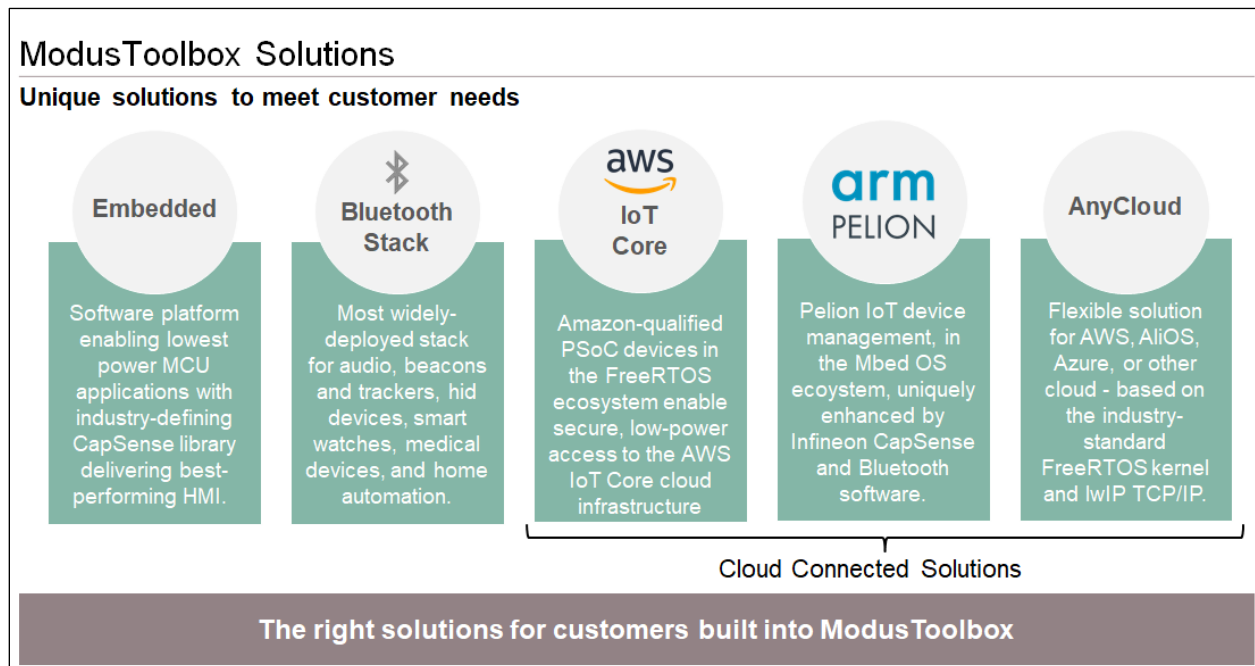 ModusToolbox Solutions
Unique solutions to meet customer needs
Embedded
Software platform
enabling lowest
power MCU
applications with
industry-defining
CapSense library
delivering best-
performing HMI.
Bluetooth
Stack
Most widely-
deployed stack
for audio, beacons
and trackers, hid
devices, smart
watches, medical
devices, and home
automation.
aws
IoT
Core
Amazon-qualified
PSoC devices in
the FreeRTOS
ecosystem enable
secure, low-power
access to the AWS
IoT Core cloud
infrastructure
arm
PELION
Pelion IoT device
management, in
the Mbed OS
ecoystem, uniquely
enhanced by
Infineon CapSense
and Bluetooth
software.
AnyCloud
Flexible solution
for AWS, AliOS,
Azure, or other
cloud - based on
the industry-
standard
FreeRTOS kernel
and lwIP TCP/IP.
Cloud Connected Solutions
The right solutions for customers built into ModusToolbox